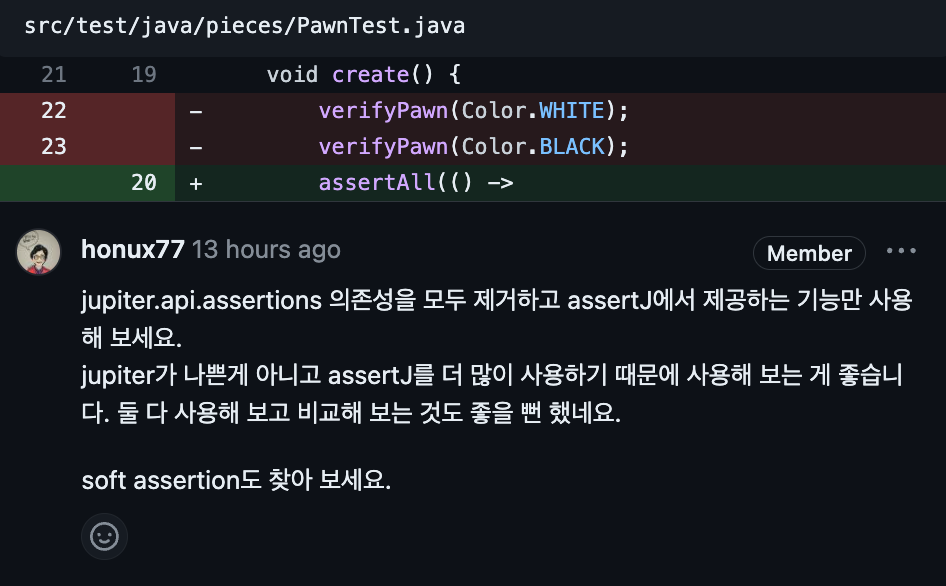 src/test/java/pieces/PawnTest.java
21 19 void create() {
22 - verifyPawn(Color.WHITE);
23 - verifyPawn(Color.BLACK);
20 + assertAll(() ->
honux77 13 hours ago Member ...
jupiter.api.assertions 의존성을 모두 제거하고 assertJ에서 제공하는 기능만 사용
해 보세요.
jupiter가 나쁜게 아니고 assertJ를 더 많이 사용하기 때문에 사용해 보는 게 좋습니
다. 둘 다 사용해 보고 비교해 보는 것도 좋을 뻔 했네요.
soft assertion도 찾아 보세요.